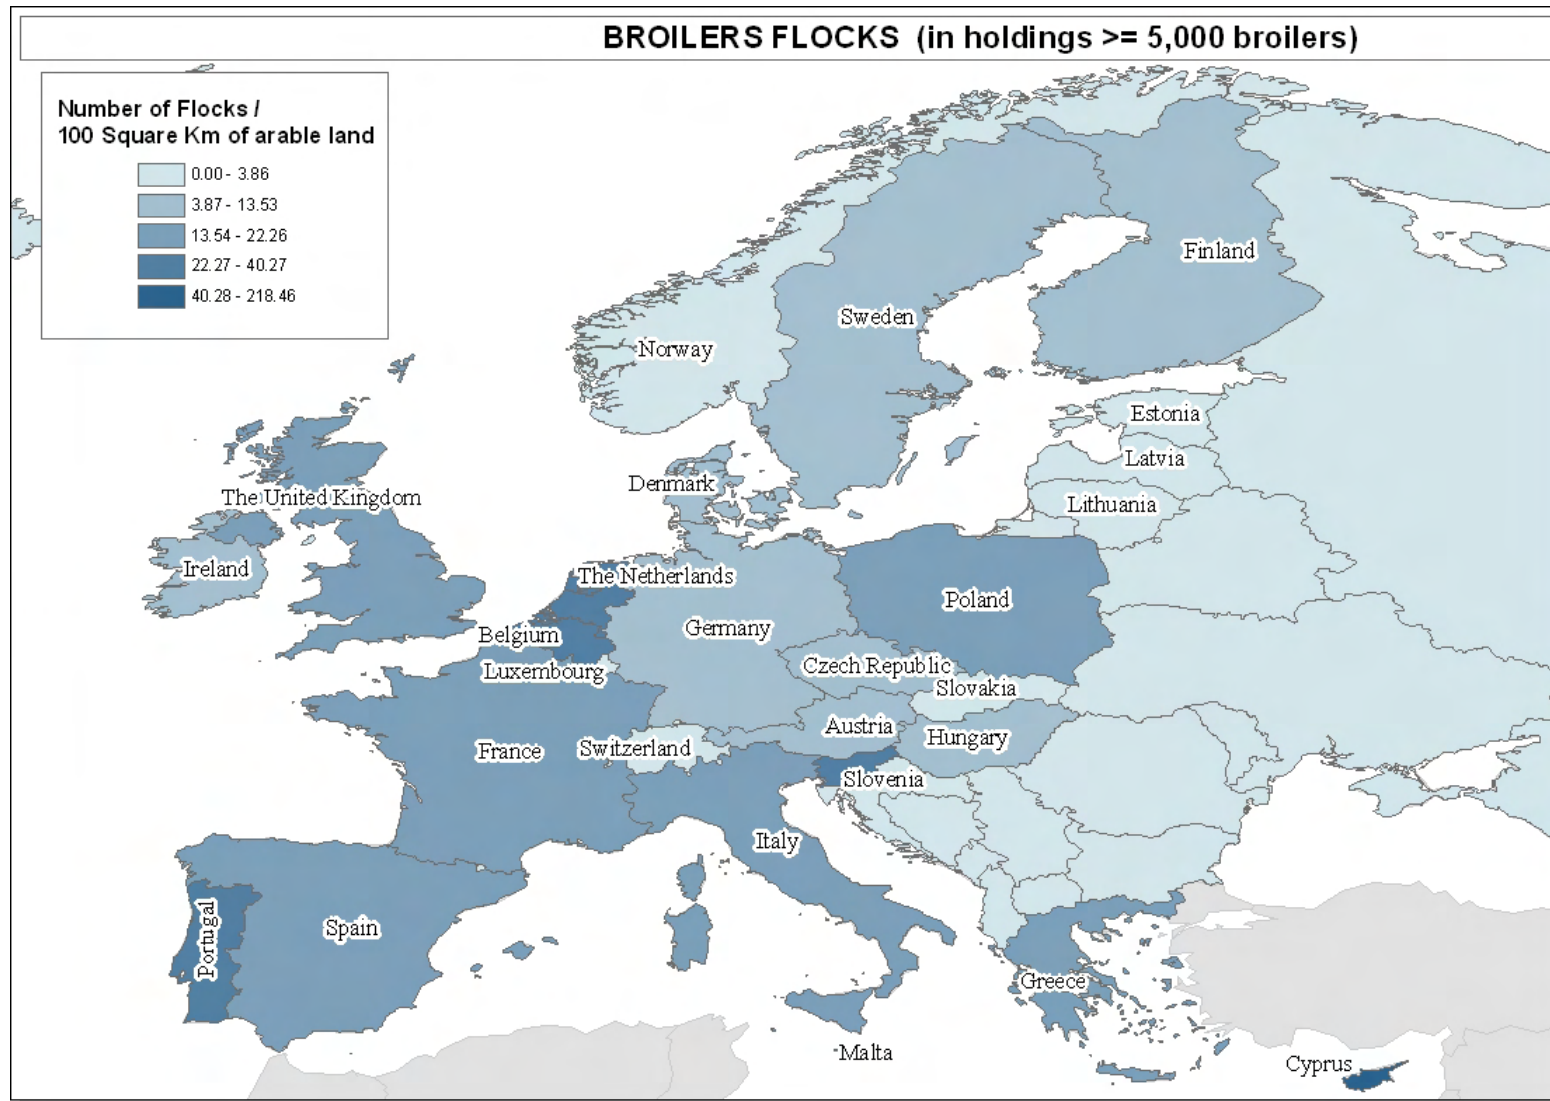 BROILERS FLOCKS (in holdings >= 5,000 broilers)
Number of Flocks /
100 Square Km of arable land
0.00 - 3.86
3.87 - 13.53
13.54 - 22.26
22.27 - 40.27
40.28 - 218.46
Finland
Sweden
Norway
Estonia
Latvia
Denmark
The United Kingdom
Lithuania
Ireland
The Netherlands
Poland
Germany
Belgium
Czech Republic
Luxembourg
Slovakia
Austria
Hungary
France
Switzerland
Slovenia
Italy
Spain
Portugal
Greece
Malta
Cyprus